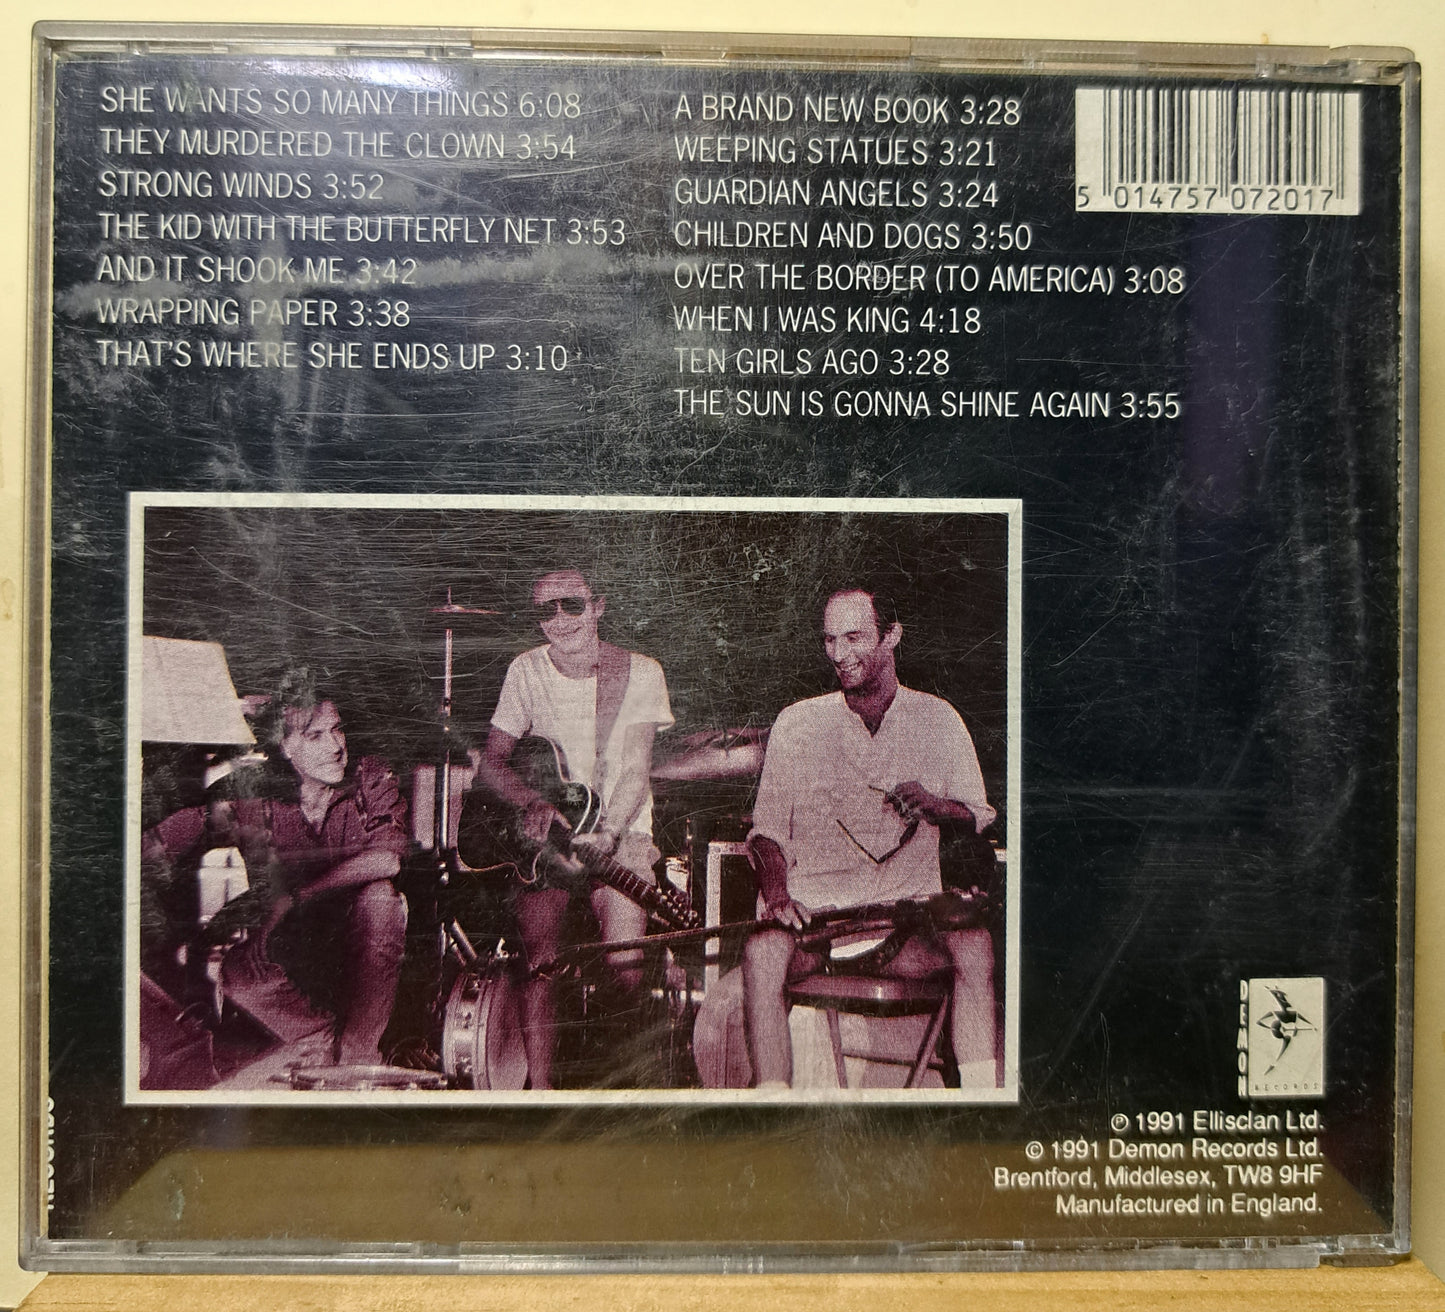 SHE WANTS SO MANY THINGS 6:08
THEY MURDERED THE CLOWN 3:54
STRONG WINDS 3:52
THE KID WITH THE BUTTERFLY NET 3:53
AND IT SHOOK ME 3:42
WRAPPING PAPER 3:38
THAT'S WHERE SHE ENDS UP 3:10
A BRAND NEW BOOK 3:28
WEEPING STATUES 3:21
GUARDIAN ANGELS 3:24
CHILDREN AND DOGS 3:50
OVER THE BORDER (TO AMERICA) 3:08
WHEN I WAS KING 4:18
TEN GIRLS AGO 3:28
THE SUN IS GONNA SHINE AGAIN 3:55
5 014757 072017
DEMON
RECORDS
℗ 1991 Ellisclan Ltd.
© 1991 Demon Records Ltd.
Brentford, Middlesex, TW8 9HF
Manufactured in England.
RECORDS